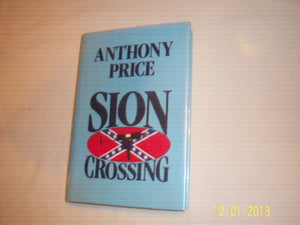 ANTHONY
PRICE
SION
CROSSING
12/01/2013